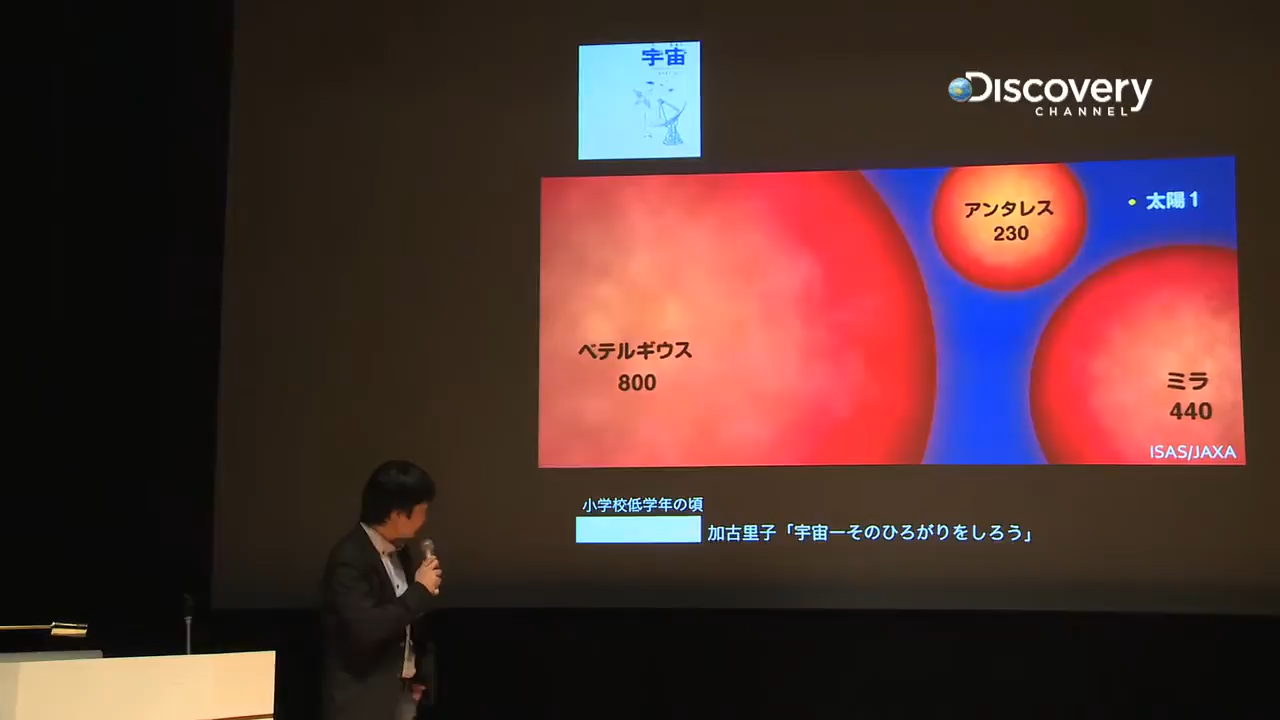 宇宙
Discovery
CHANNEL
アンタレス
230
太陽1
ベテルギウス
800
ミラ
440
ISAS/JAXA
小学校低学年の頃
加古里子「宇宙ーそのひろがりをしろう」